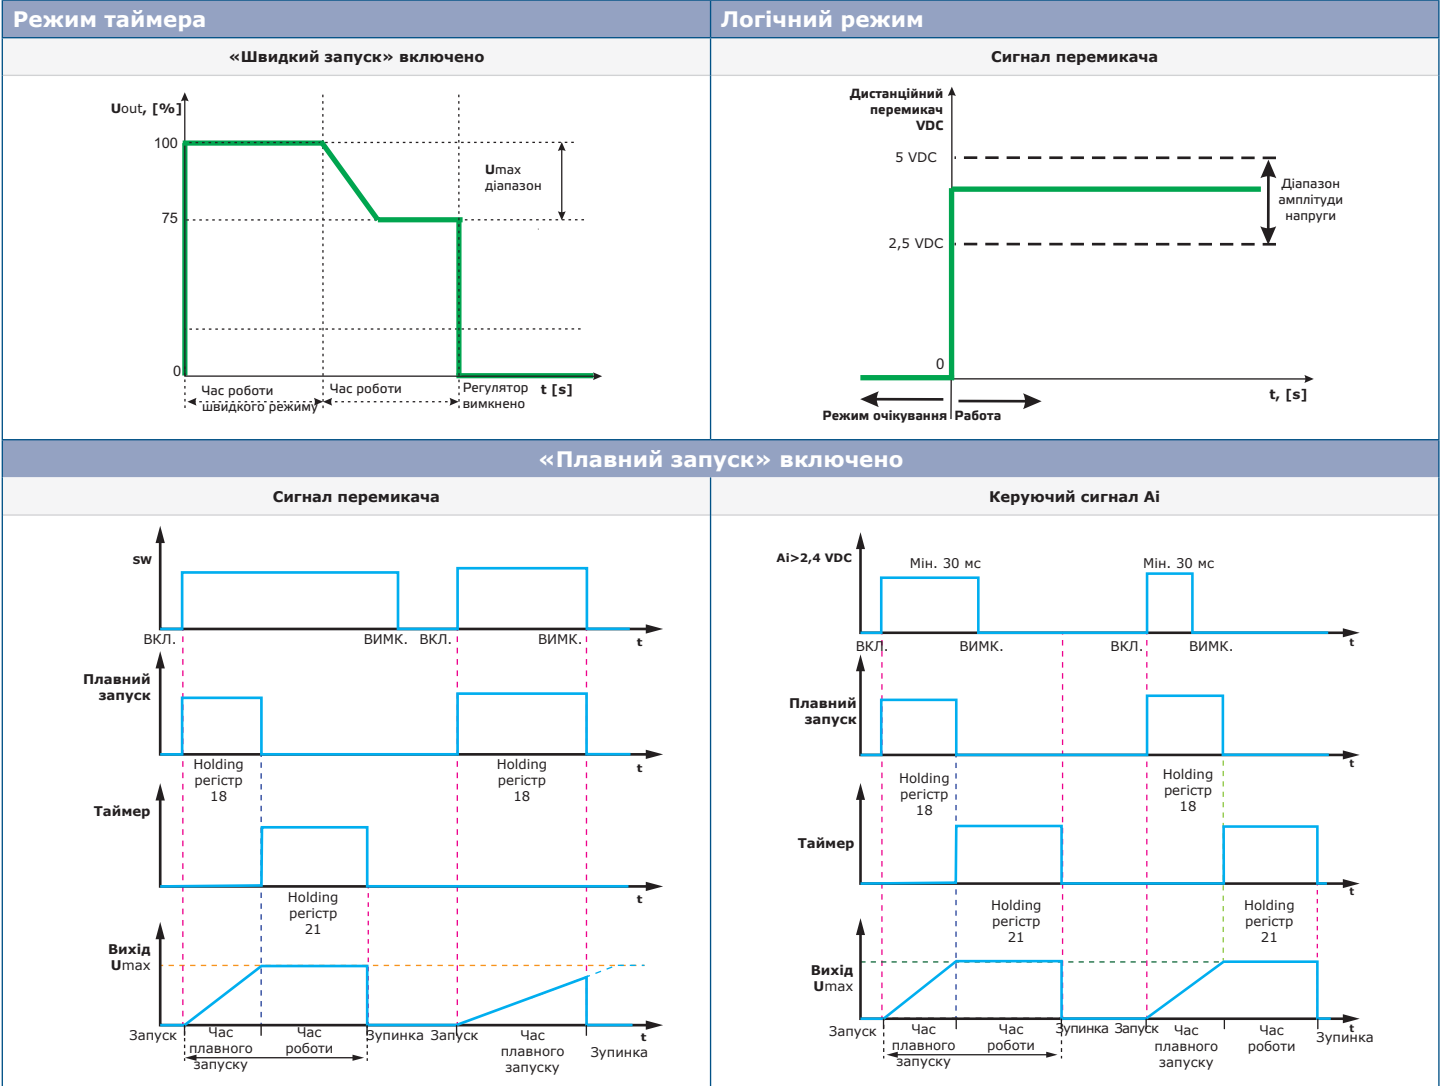 Режим таймера
«Швидкий запуск» включено
Uout, [%]
100
75
0
Umax
діапазон
Час роботи
швидкого режиму
Час роботи
Регулятор
вимкнено
t [s]
Логічний режим
Сигнал перемикача
Дистанційний
перемикач
VDC
5 VDC
2,5 VDC
0
Діапазон
амплітуди
напруги
t, [s]
Режим очікування
Работа
«Плавний запуск» включено
Сигнал перемикача
sw
ВКЛ.
ВИМК.
ВКЛ.
ВИМК.
t
Плавний
запуск
t
Holding
регістр
18
Holding
регістр
18
Таймер
t
Holding
регістр
21
Вихід
Umax
t
Запуск
Час
плавного
запуску
Час
роботи
Зупинка
Запуск
Час
плавного
запуску
Зупинка
Керуючий сигнал Ai
Ai>2,4 VDC
Мін. 30 мс
Мін. 30 мс
ВКЛ.
ВИМК.
ВКЛ.
ВИМК.
t
Плавний
запуск
t
Holding
регістр
18
Holding
регістр
18
Таймер
t
Holding
регістр
21
Holding
регістр
21
Вихід
Umax
t
Запуск
Час
плавного
запуску
Час
роботи
Зупинка
Запуск
Час
плавного
запуску
Час
роботи
Зупинка